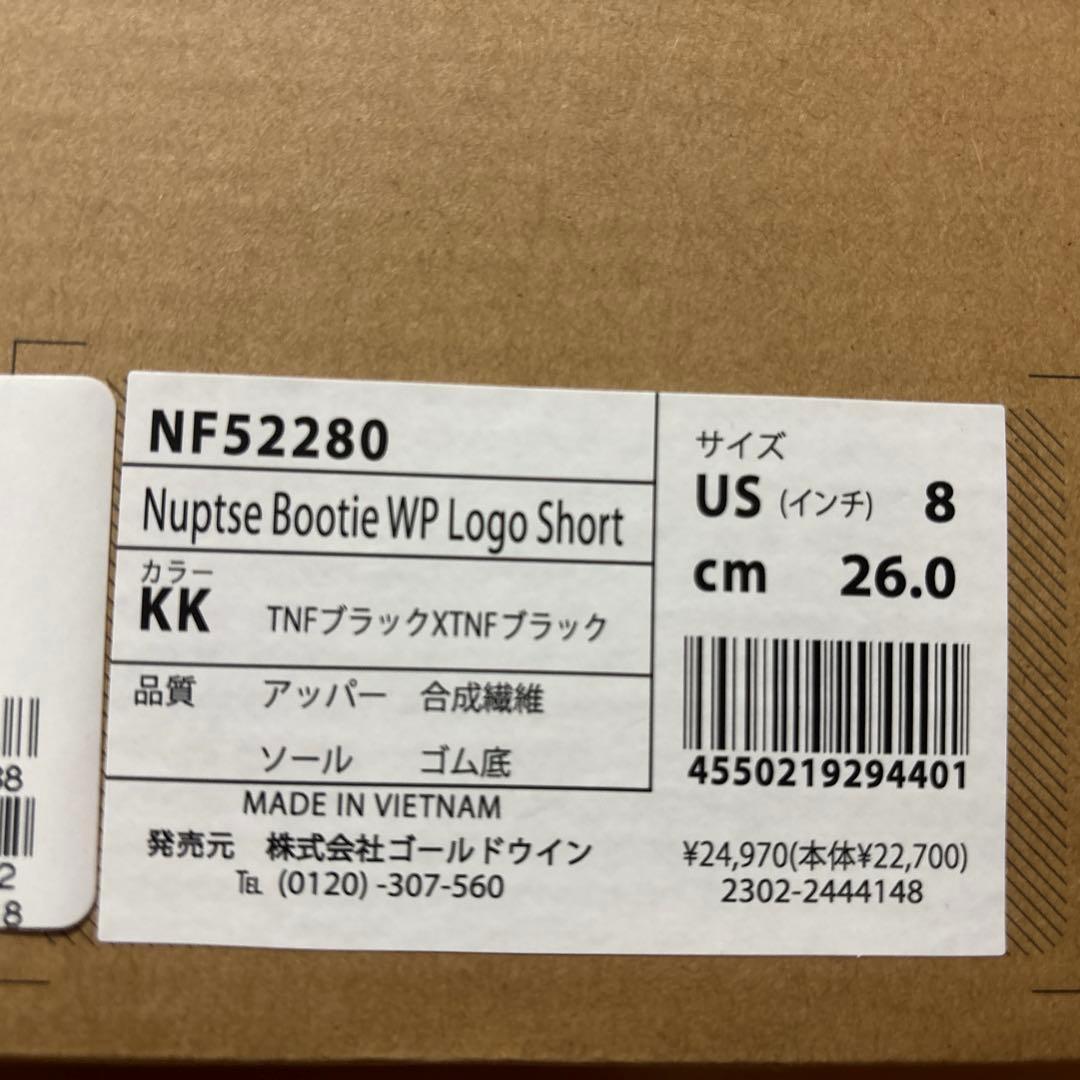 NF52280
Nuptse Bootie WP Logo Short
カラー
KK TNFブラックXTNFブラック
品質 アッパー 合成繊維
ソール ゴム底
MADE IN VIETNAM
発売元 株式会社ゴールドウイン
℡ (0120) -307-560
サイズ
US (インチ) 8
cm 26.0
4550219294401
¥24,970(本体¥22,700)
2302-2444148
2
8